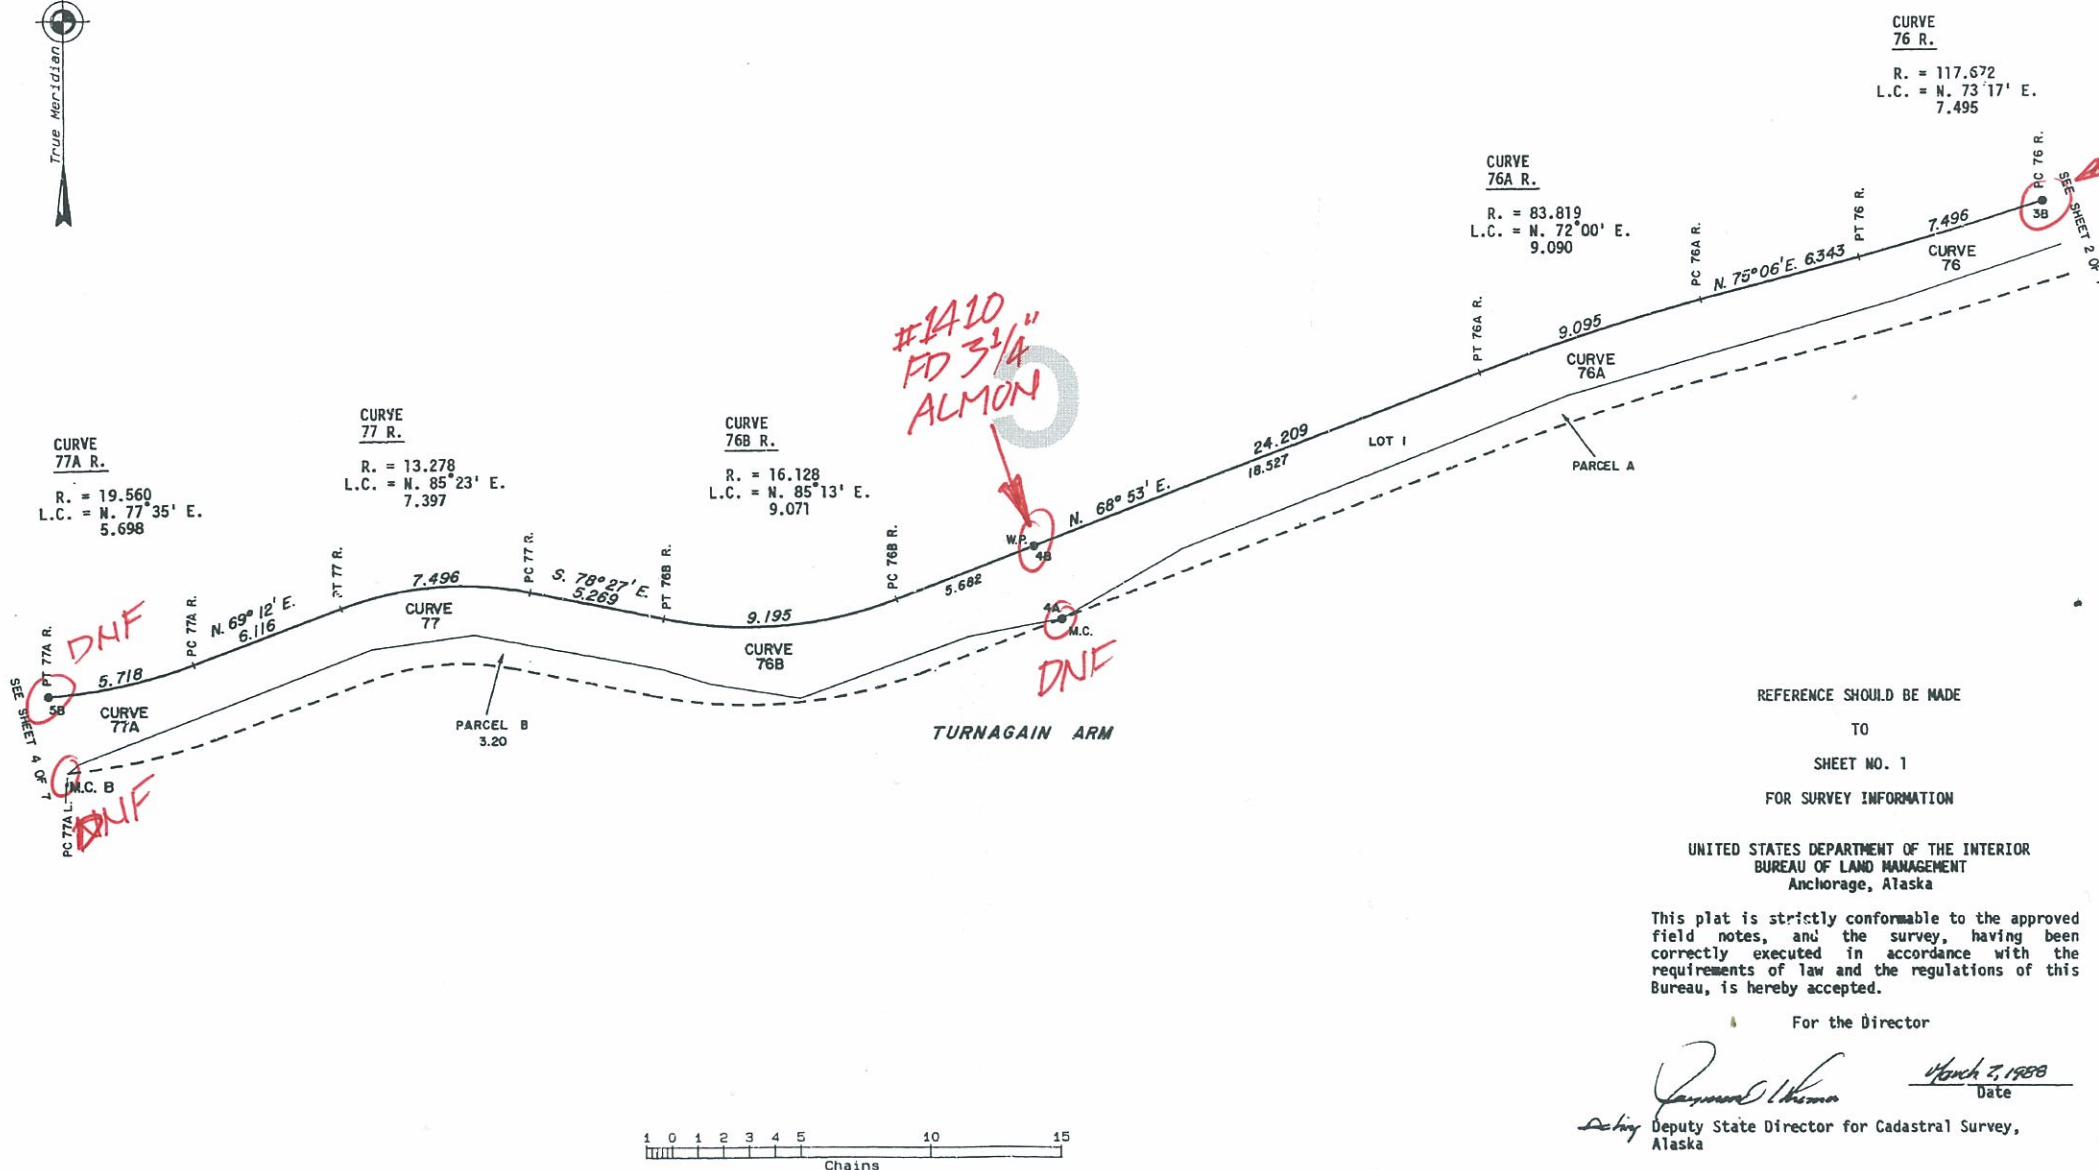 True Meridian
CURVE
76 R.
R. = 117.672
L.C. = N. 73°17' E.
7.495
CURVE
76A R.
R. = 83.819
L.C. = N. 72°00' E.
9.090
PC 76 R.
3B
SEE SHEET 2 OF
7.496
CURVE
76
PT 76 R.
N. 75°06' E. 6.343
PC 76A R.
9.095
CURVE
76A
PT 76A R.
#1410
FD 3 1/4"
ALMON
C
24.209
18.527
LOT 1
PARCEL A
N. 68° 53' E.
W.P.
4B
5.682
4A
M.C.
DNF
CURVE
76B R.
R. = 16.128
L.C. = N. 85°13' E.
9.071
PC 76B R.
9.195
CURVE
76B
PT 76B R.
S. 78°27' E.
5.269
PC 77 R.
CURVE
77 R.
R. = 13.278
L.C. = N. 85°23' E.
7.397
7.496
CURVE
77
PT 77 R.
N. 69° 12' E.
6.116
PC 77A R.
CURVE
77A R.
R. = 19.560
L.C. = N. 77°35' E.
5.698
DNF
PT 77A R.
5.718
5B
CURVE
77A
SEE SHEET 4 OF 7
M.C. B
PC 77A L.
DNF
PARCEL B
3.20
TURNAGAIN ARM
REFERENCE SHOULD BE MADE
TO
SHEET NO. 1
FOR SURVEY INFORMATION
UNITED STATES DEPARTMENT OF THE INTERIOR
BUREAU OF LAND MANAGEMENT
Anchorage, Alaska
This plat is strictly conformable to the approved
field notes, and the survey, having been
correctly executed in accordance with the
requirements of law and the regulations of this
Bureau, is hereby accepted.
For the Director
March 2, 1988
Date
Acting Deputy State Director for Cadastral Survey,
Alaska
1 0 1 2 3 4 5 10 15
Chains